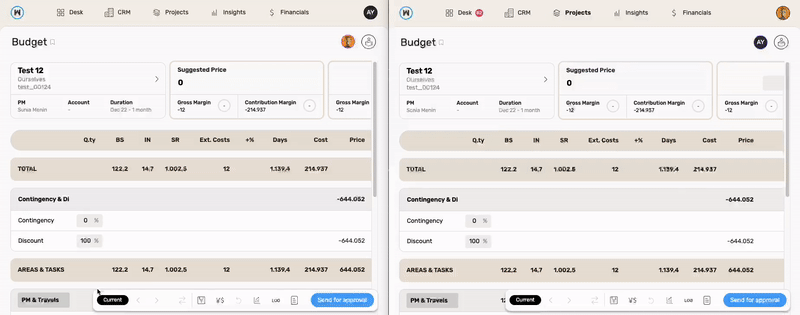 Desk CRM Projects Insights Financials AY
Budget
Test 12
Ourselves
test_00124
PM Account Duration
- Dec 22 - 1 month
Suggested Price
0
Gross Margin Contribution Margin
-12 - -214.937 -
Gross Margin
-12
Q.ty BS IN SR Ext. Costs +% Days Cost Price
TOTAL 122,2 14,7 1.002,5 12 1.139,4 214.937
Contingency & Di -644.052
Contingency 0 %
Discount 100 % -644.052
AREAS & TASKS 122,2 14,7 1.002,5 12 1.139,4 214.937 644.052
PM & Travels
Current ¥$ LOG Send for approval
Desk CRM Projects Insights Financials
Budget AY
Test 12
Ourselves
test_00124
PM Account Duration
- Dec 22 - 1 month
Suggested Price
0
Gross Margin Contribution Margin
-12 - -214.937 -
Gross Margin
-12
Q.ty BS IN SR Ext. Costs +% Days Cost Price
TOTAL 122,2 14,7 1.002,5 12 1.139,4 214.937
Contingency & Di -644.052
Contingency 0 %
Discount 100 % -644.052
AREAS & TASKS 122,2 14,7 1.002,5 12 1.139,4 214.937 644.052
PM & Travels
Current ¥$ LOG Send for approval